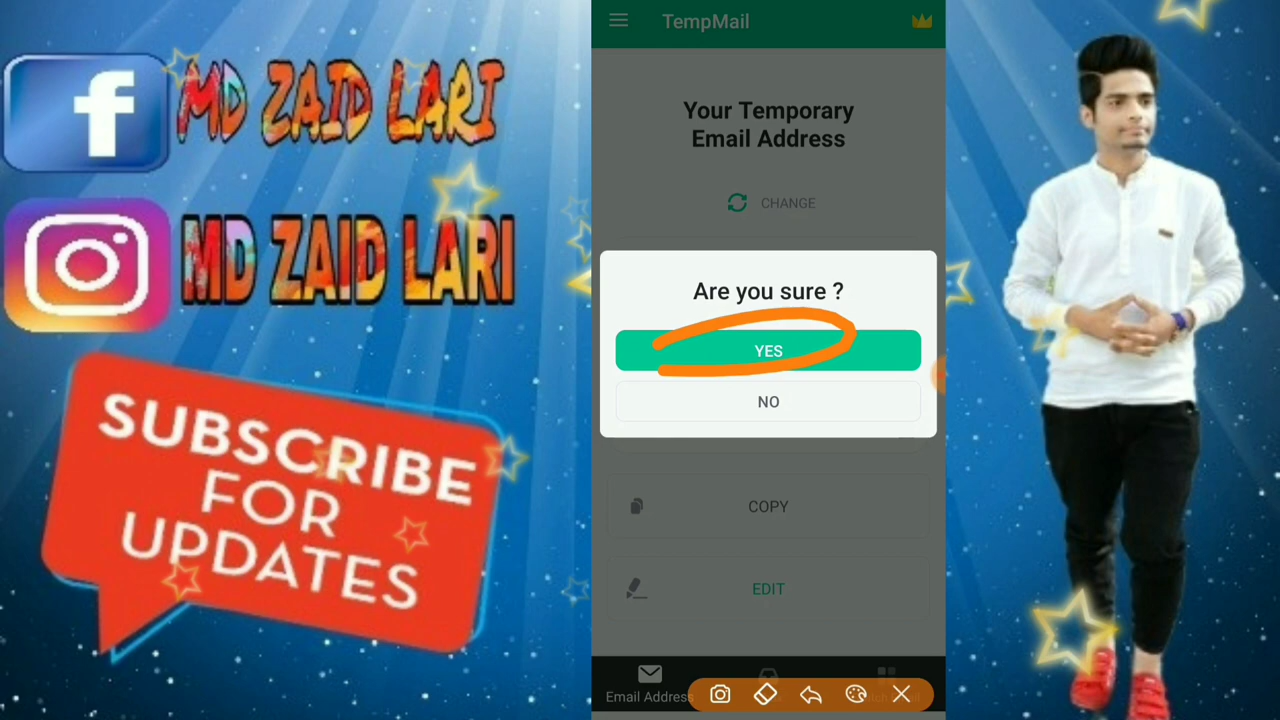 f MD ZAID LARI
MD ZAID LARI
SUBSCRIBE
FOR
UPDATES
TempMail
Your Temporary
Email Address
CHANGE
Are you sure ?
YES
NO
COPY
EDIT
Email Address